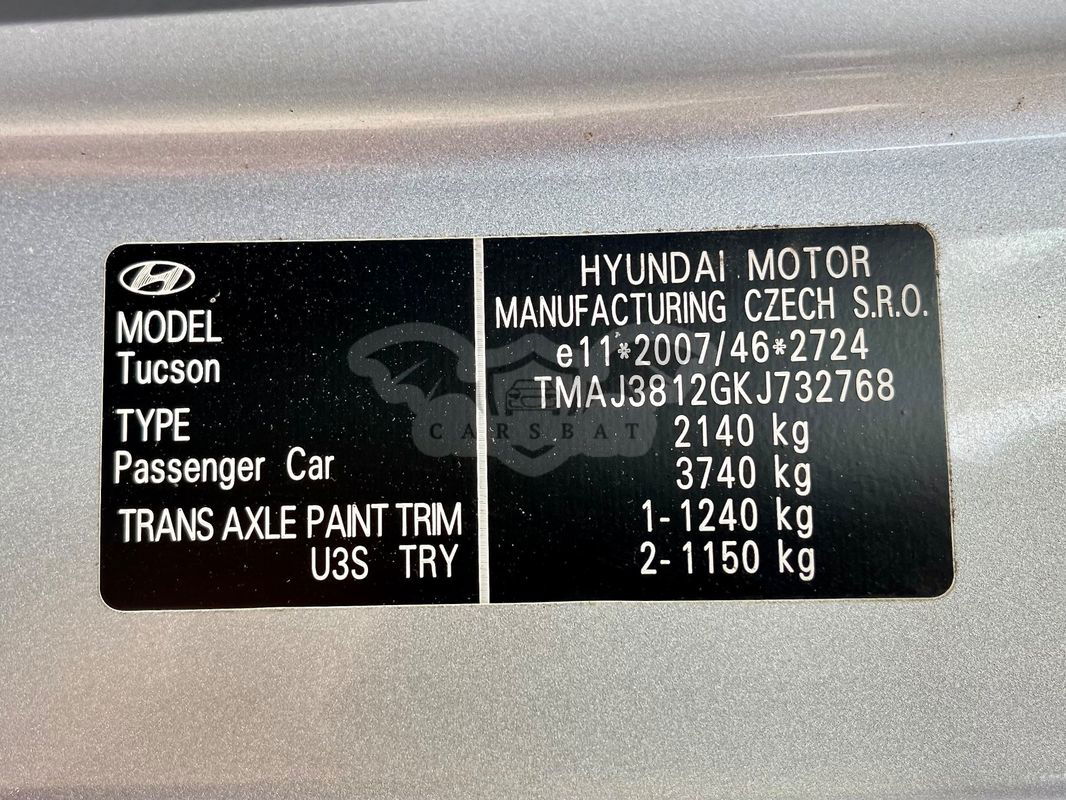 MODEL
Tucson
TYPE
Passenger Car
TRANS AXLE PAINT TRIM
U3S TRY
HYUNDAI MOTOR
MANUFACTURING CZECH S.R.O.
e11*2007/46*2724
TMAJ3812GKJ732768
2140 kg
3740 kg
1-1240 kg
2-1150 kg
CARSBAT